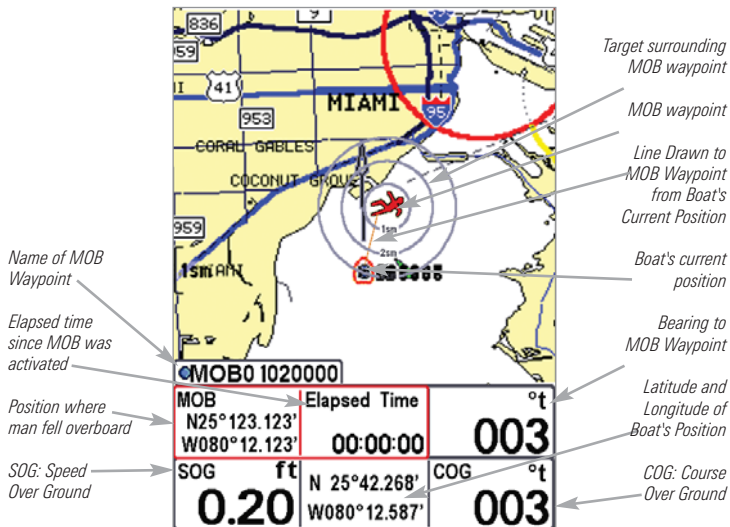 836
9
959
41
MIAMI
95
953
CORAL GABLES
COCONUT GROVE
959
1sm
2sm
1sm
MOB0 1020000
MOB
N25°123.123'
W080°12.123'
Elapsed Time
00:00:00
°t
003
SOG
ft
0.20
N 25°42.268'
W080°12.587'
COG
°t
003
Target surrounding
MOB waypoint
MOB waypoint
Line Drawn to
MOB Waypoint
from Boat's
Current Position
Boat's current
position
Bearing to
MOB Waypoint
Latitude and
Longitude of
Boat's Position
COG: Course
Over Ground
Name of MOB
Waypoint
Elapsed time
since MOB was
activated
Position where
man fell overboard
SOG: Speed
Over Ground